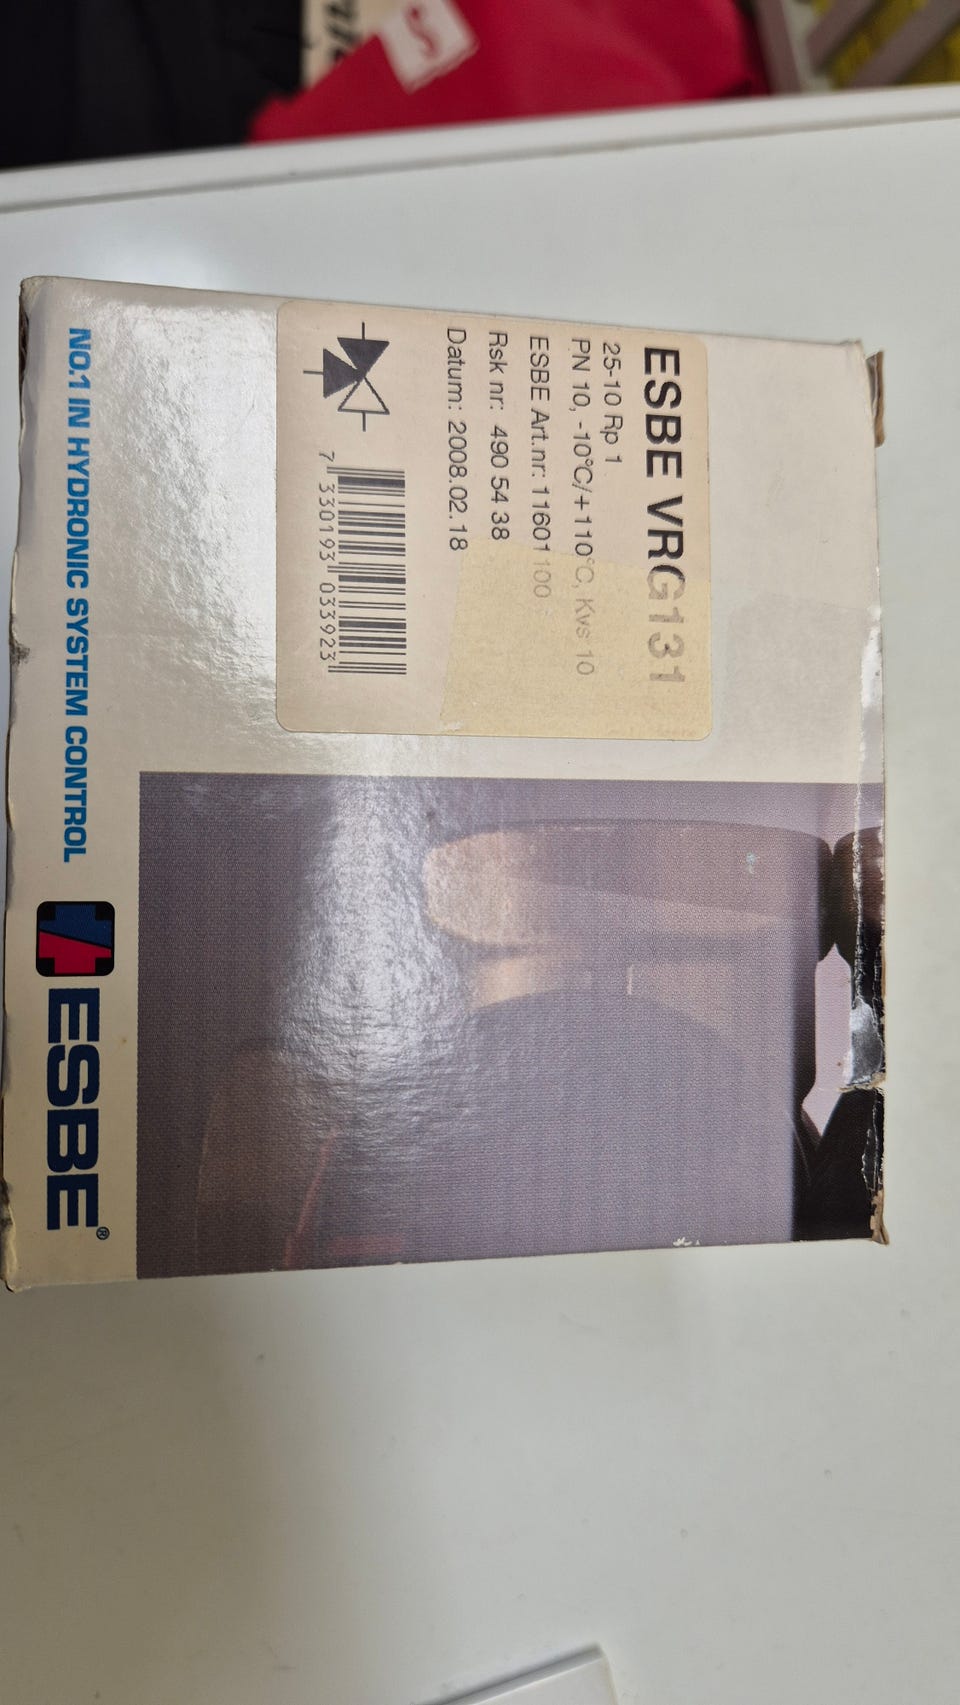 ESBE VRG131
25-10 Rp 1
PN 10, -10°C/+110°C, Kvs 10
ESBE Art.nr: 11601100
Rsk nr: 490 54 38
Datum: 2008.02.18
7 330193 033923
NO.1 IN HYDRONIC SYSTEM CONTROL
ESBE®